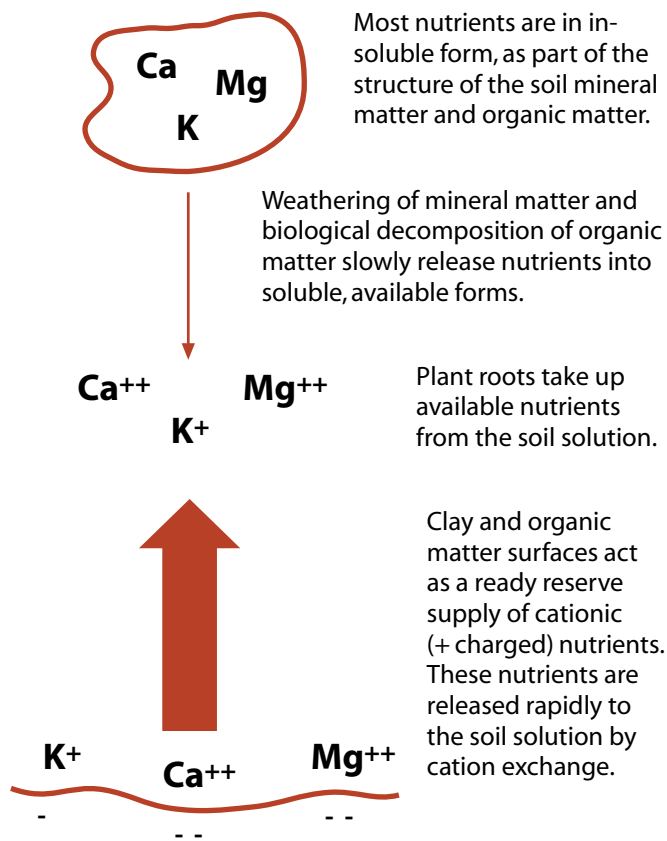 Ca
Mg
K
Most nutrients are in in-
soluble form, as part of the
structure of the soil mineral
matter and organic matter.
Weathering of mineral matter and
biological decomposition of organic
matter slowly release nutrients into
soluble, available forms.
Ca++
Mg++
K+
Plant roots take up
available nutrients
from the soil solution.
Clay and organic
matter surfaces act
as a ready reserve
supply of cationic
(+ charged) nutrients.
These nutrients are
released rapidly to
the soil solution by
cation exchange.
K+
Ca++
Mg++
-
- -
- -